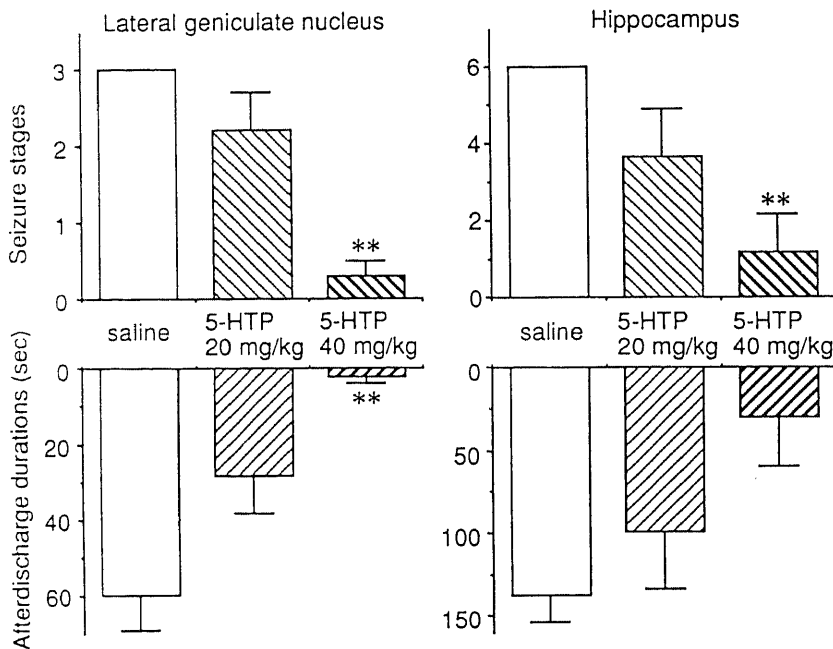 Lateral geniculate nucleus
Hippocampus
Seizure stages
3
2
1
0
**
6
4
2
0
**
saline
5-HTP
20 mg/kg
5-HTP
40 mg/kg
saline
5-HTP
20 mg/kg
5-HTP
40 mg/kg
Afterdischarge durations (sec)
0
20
40
60
**
0
50
100
150